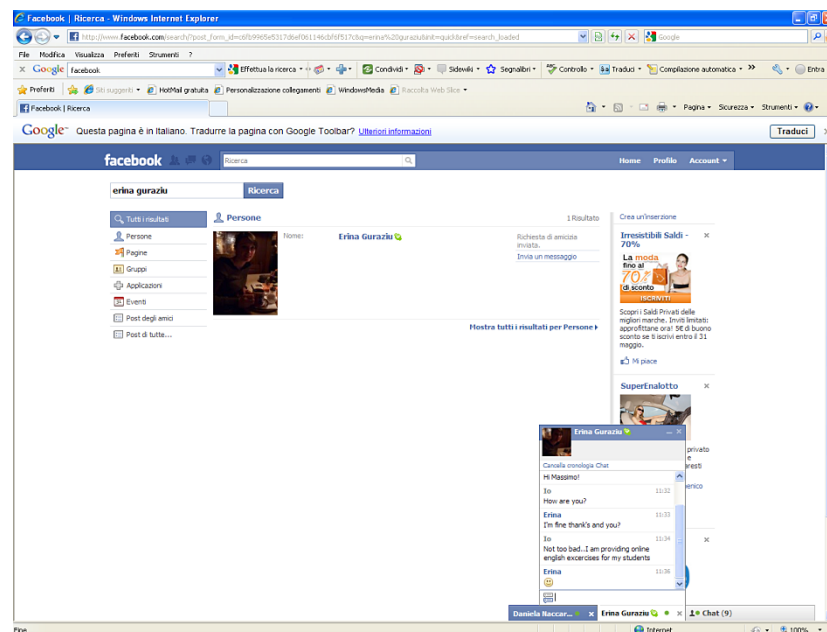 Facebook | Ricerca - Windows Internet Explorer
File Modifica Visualizza Preferiti Strumenti ?
x Google facebook Effettua la ricerca Condividi Sidewiki Segnalibri Controllo Traduci Compilazione automatica » Entra
Preferiti Siti suggeriti HotMail gratuita Personalizzazione collegamenti WindowsMedia Raccolta Web Slice
Facebook | Ricerca Pagina Sicurezza Strumenti
Google Questa pagina è in Italiano. Tradurre la pagina con Google Toolbar? Ulteriori informazioni Traduci
facebook Ricerca Home Profilo Account
erina guraziu Ricerca
Tutti i risultati
Persone
Pagine
Gruppi
Applicazioni
Eventi
Post degli amici
Post di tutte...
Persone 1 Risultato
Nome: Erina Guraziu
Richiesta di amicizia
inviata.
Invia un messaggio
Mostra tutti i risultati per Persone
Crea un'inserzione
Irresistibili Saldi - x
70%
La moda
fino al
70%
di sconto
ISCRIVITI
Scopri i Saldi Privati delle
migliori marche. Inviti limitati:
approfittane ora! 5€ di buono
sconto se ti iscrivi entro il 31
maggio.
Mi piace
SuperEnalotto x
privato
e
Erina Guraziu
Cancella cronologia Chat
Hi Massimo!
Io 11:32
How are you?
Erina 11:33
I'm fine thank's and
you?
Io 11:34
Not too bad..I am providing online
english excercises for my students
Erina 11:36
Daniela Naccar... x Erina Guraziu x Chat (9)
Fine Internet 100%